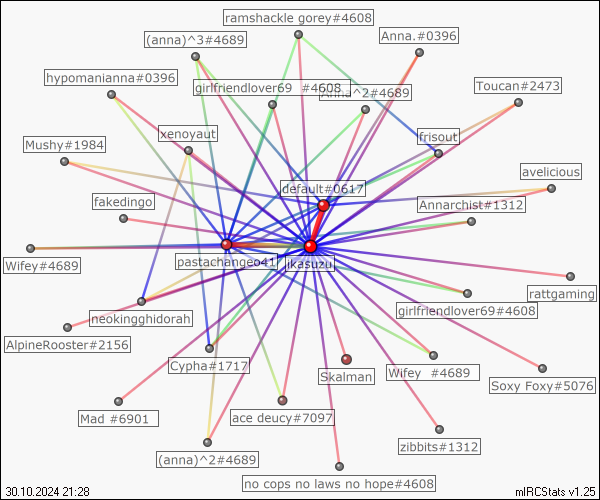 ramshackle gorey#4608
(anna)^3#4689
Anna.#0396
hypomanianna#0396
girlfriendlover69 #4608
Anna^2#4689
Toucan#2473
xenoyaut
frisout
Mushy#1984
avelicious
default#0617
fakedingo
Annarchist#1312
Wifey#4689
pastachangeo41
ikasuzu
rattgaming
neokingghidorah
girlfriendlover69#4608
AlpineRooster#2156
Cypha#1717
Skalman
Wifey #4689
Soxy Foxy#5076
Mad #6901
ace deucy#7097
zibbits#1312
(anna)^2#4689
no cops no laws no hope#4608
30.10.2024 21:28
mIRCStats v1.25